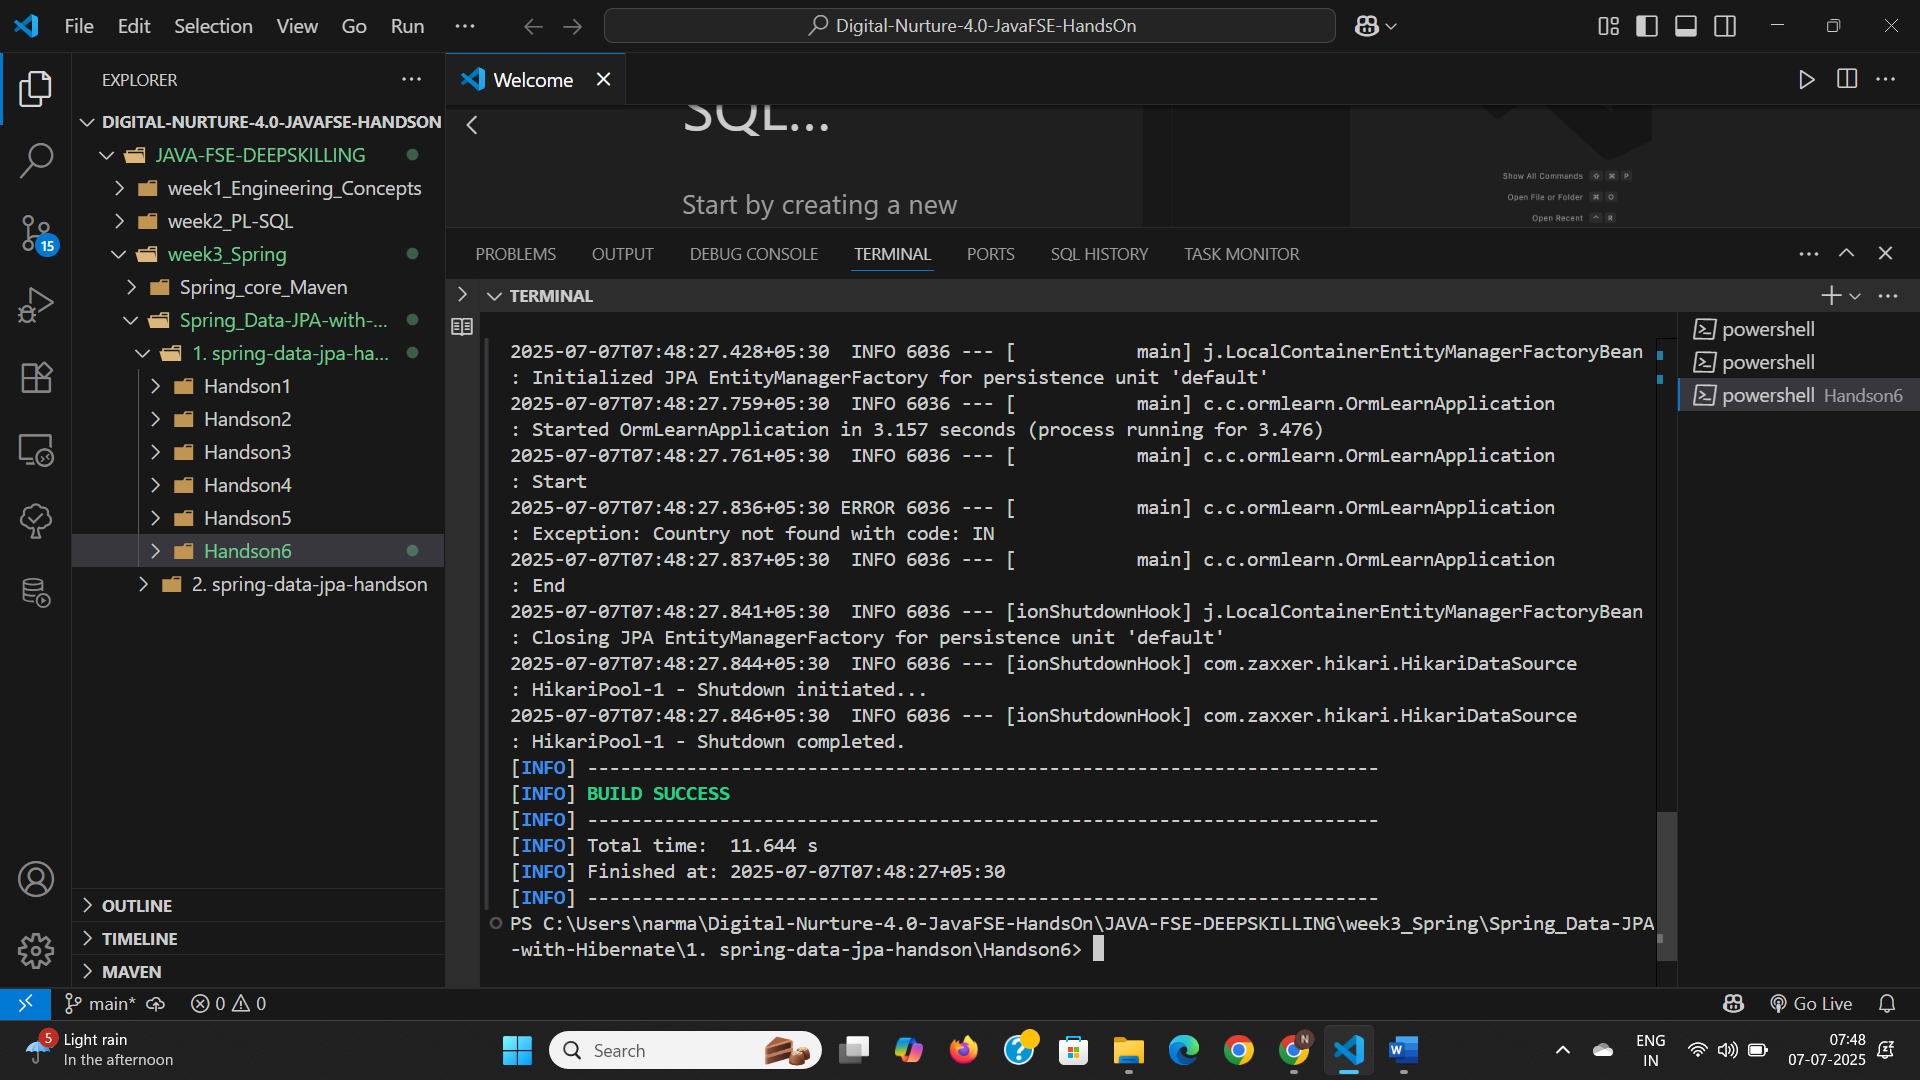 File Edit Selection View Go Run ···
Digital-Nurture-4.0-JavaFSE-HandsOn
EXPLORER
DIGITAL-NURTURE-4.0-JAVAFSE-HANDSON
JAVA-FSE-DEEPSKILLING
week1_Engineering_Concepts
week2_PL-SQL
week3_Spring
Spring_core_Maven
Spring_Data-JPA-with-...
1. spring-data-jpa-ha...
Handson1
Handson2
Handson3
Handson4
Handson5
Handson6
2. spring-data-jpa-handson
OUTLINE
TIMELINE
MAVEN
15
Welcome
SQL...
Start by creating a new
Show All Commands ⇧ ⌘ P
Open File or Folder ⌘ O
Open Recent ⌃ R
PROBLEMS OUTPUT DEBUG CONSOLE TERMINAL PORTS SQL HISTORY TASK MONITOR
TERMINAL
2025-07-07T07:48:27.428+05:30  INFO 6036 --- [           main] j.LocalContainerEntityManagerFactoryBean
: Initialized JPA EntityManagerFactory for persistence unit 'default'
2025-07-07T07:48:27.759+05:30  INFO 6036 --- [           main] c.c.ormlearn.OrmLearnApplication
: Started OrmLearnApplication in 3.157 seconds (process running for 3.476)
2025-07-07T07:48:27.761+05:30  INFO 6036 --- [           main] c.c.ormlearn.OrmLearnApplication
: Start
2025-07-07T07:48:27.836+05:30 ERROR 6036 --- [           main] c.c.ormlearn.OrmLearnApplication
: Exception: Country not found with code: IN
2025-07-07T07:48:27.837+05:30  INFO 6036 --- [           main] c.c.ormlearn.OrmLearnApplication
: End
2025-07-07T07:48:27.841+05:30  INFO 6036 --- [ionShutdownHook] j.LocalContainerEntityManagerFactoryBean
: Closing JPA EntityManagerFactory for persistence unit 'default'
2025-07-07T07:48:27.844+05:30  INFO 6036 --- [ionShutdownHook] com.zaxxer.hikari.HikariDataSource
: HikariPool-1 - Shutdown initiated...
2025-07-07T07:48:27.846+05:30  INFO 6036 --- [ionShutdownHook] com.zaxxer.hikari.HikariDataSource
: HikariPool-1 - Shutdown completed.
[INFO] ------------------------------------------------------------------------
[INFO] BUILD SUCCESS
[INFO] ------------------------------------------------------------------------
[INFO] Total time:  11.644 s
[INFO] Finished at: 2025-07-07T07:48:27+05:30
[INFO] ------------------------------------------------------------------------
PS C:\Users\narma\Digital-Nurture-4.0-JavaFSE-HandsOn\JAVA-FSE-DEEPSKILLING\week3_Spring\Spring_Data-JPA
-with-Hibernate\1. spring-data-jpa-handson\Handson6>
powershell
powershell
powershell Handson6
main* 0 0
Go Live
5
Light rain
In the afternoon
Search
N
ENG
IN
07:48
07-07-2025